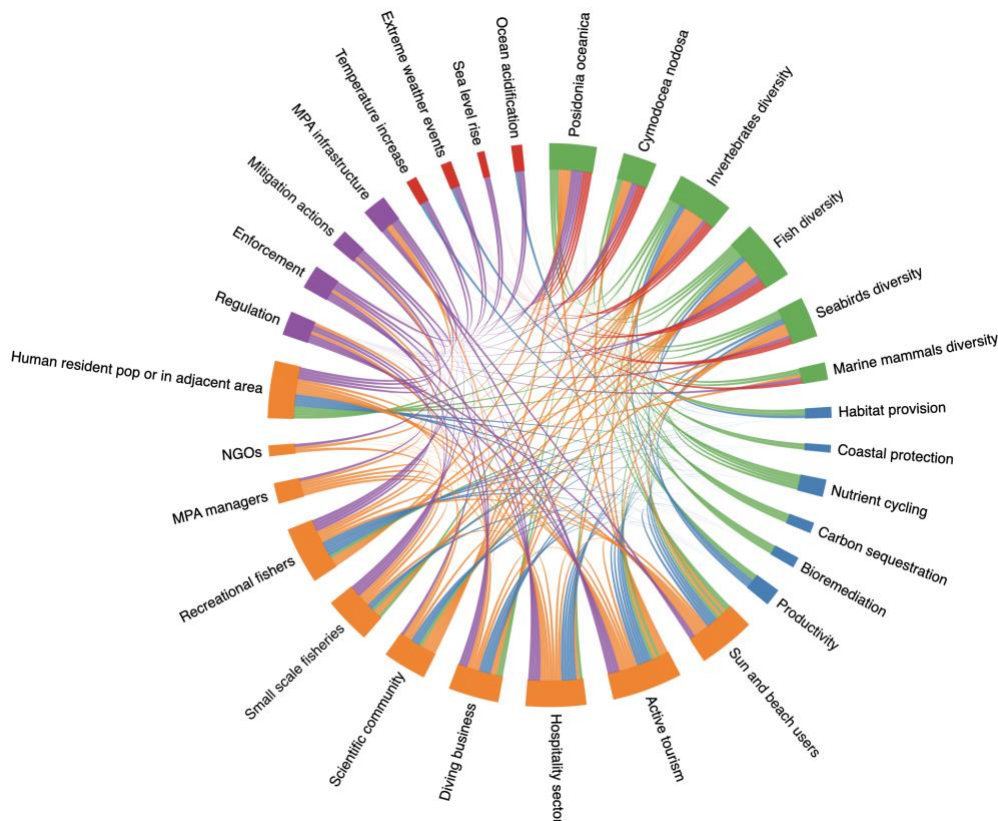 Posidonia oceanica
Cymodocea nodosa
Invertebrates diversity
Fish diversity
Seabirds diversity
Marine mammals diversity
Habitat provision
Coastal protection
Nutrient cycling
Carbon sequestration
Bioremediation
Productivity
Sun and beach users
Active tourism
Hospitality sector
Diving business
Scientific community
Small scale fisheries
Recreational fishers
MPA managers
NGOs
Human resident pop or in adjacent area
Regulation
Enforcement
Mitigation actions
MPA infrastructure
Temperature increase
Extreme weather events
Sea level rise
Ocean acidification